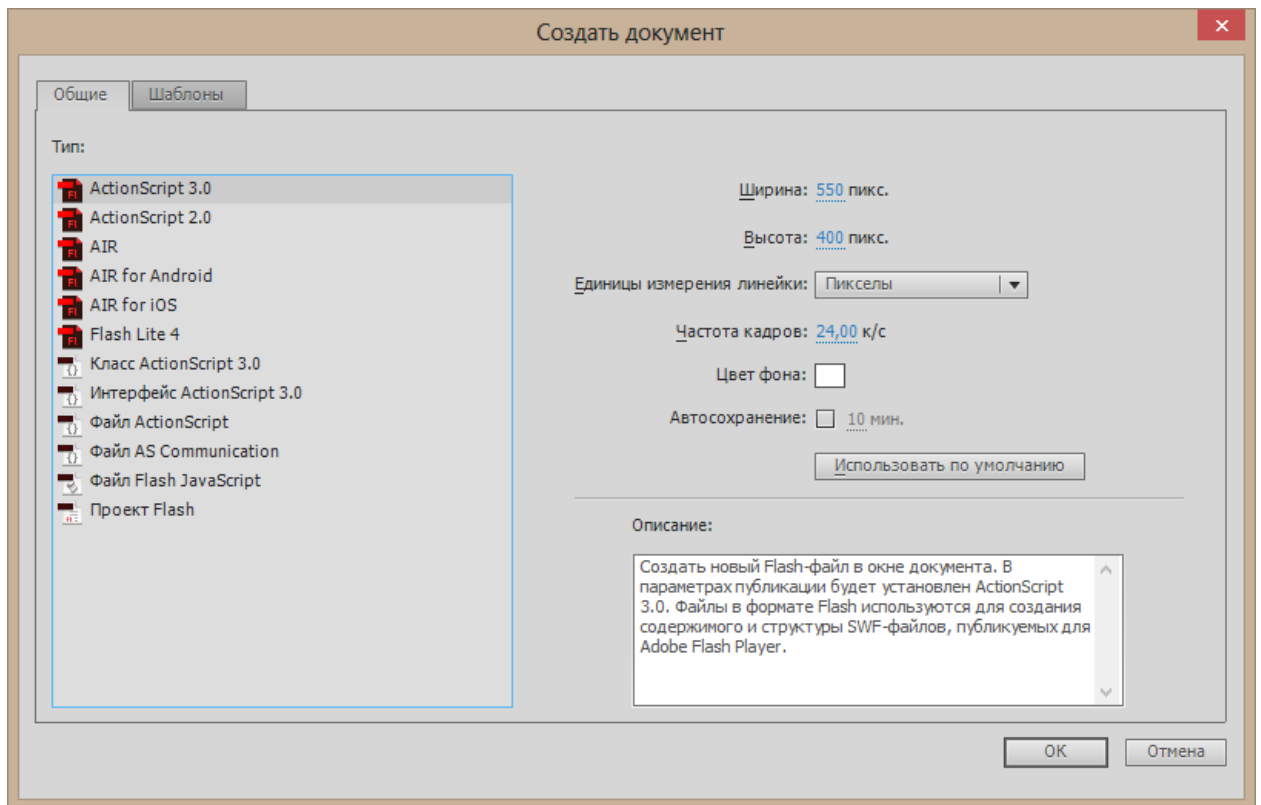 Создать документ
Общие
Шаблоны
Тип:
ActionScript 3.0
ActionScript 2.0
AIR
AIR for Android
AIR for iOS
Flash Lite 4
Класс ActionScript 3.0
Интерфейс ActionScript 3.0
Файл ActionScript
Файл AS Communication
Файл Flash JavaScript
Проект Flash
Ширина: 550 пикс.
Высота: 400 пикс.
Единицы измерения линейки: Пикселы
Частота кадров: 24,00 к/с
Цвет фона:
Автосохранение: 10 мин.
Использовать по умолчанию
Описание:
Создать новый Flash-файл в окне документа. В
параметрах публикации будет установлен ActionScript
3.0. Файлы в формате Flash используются для создания
содержимого и структуры SWF-файлов, публикуемых для
Adobe Flash Player.
ОК
Отмена